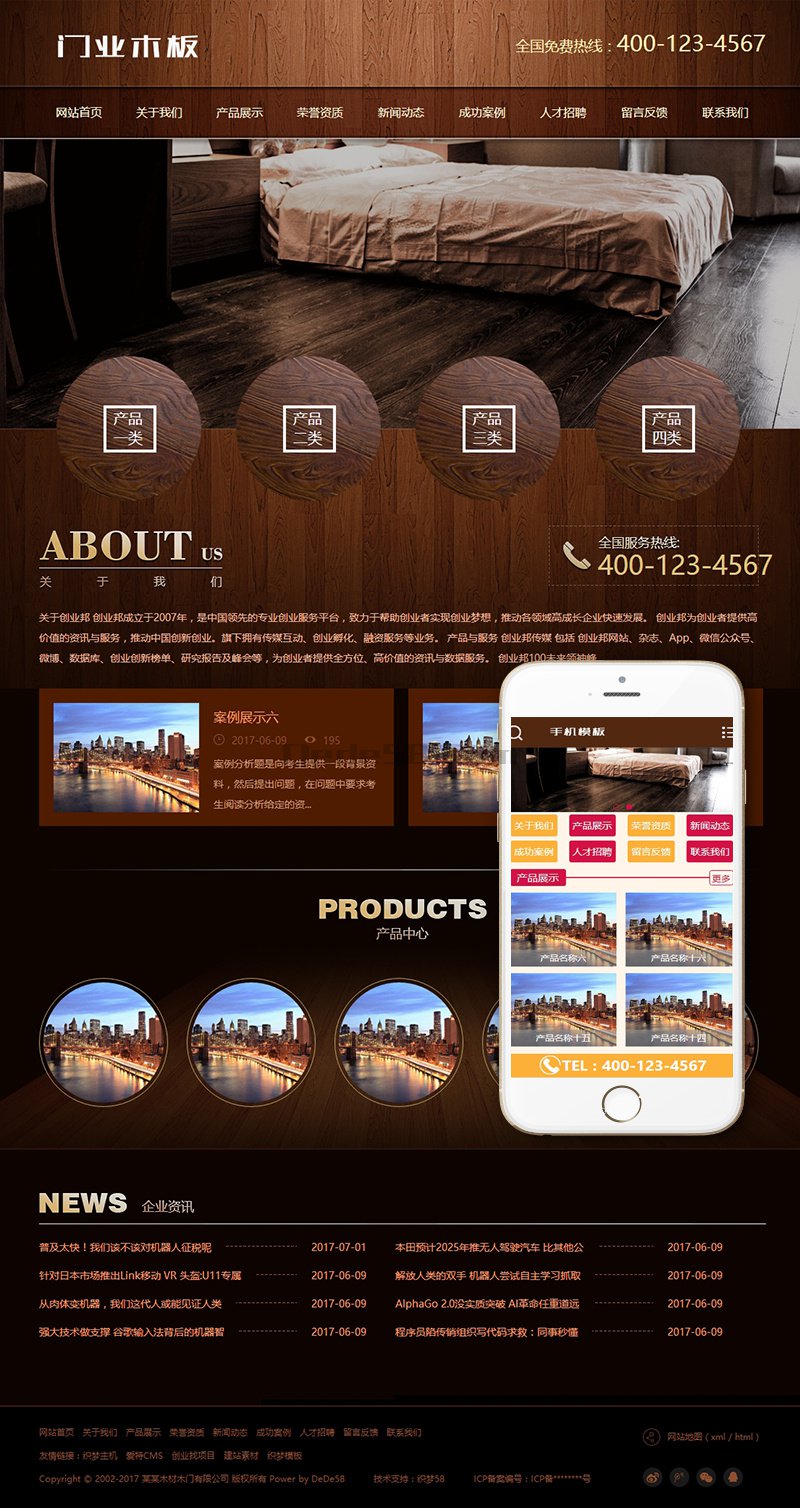 门业木板
全国免费热线：400-123-4567
网站首页 关于我们 产品展示 荣誉资质 新闻动态 成功案例 人才招聘 留言反馈 联系我们
产品 产品 产品 产品
一类 二类 三类 四类
ABOUT US
关 于 我 们
全国服务热线:
400-123-4567
关于创业邦 创业邦成立于2007年，是中国领先的专业创业服务平台，致力于帮助创业者实现创业梦想，推动各领域高成长企业快速发展。 创业邦为创业者提供高
价值的资讯与服务，推动中国创新创业。旗下拥有传媒互动、创业孵化、融资服务等业务。 产品与服务 创业邦传媒 包括 创业邦网站、杂志、App、微信公众号、
微博、数据库、创业创新榜单、研究报告及峰会等，为创业者提供全方位、高价值的资讯与数据服务。 创业邦100未来领袖峰
案例展示六
2017-06-09 195
案例分析题是向考生提供一段背景资
料，然后提出问题，在问题中要求考
生阅读分析给定的资...
手机模板
关于我们 产品展示 荣誉资质 新闻动态
成功案例 人才招聘 留言反馈 联系我们
产品展示 更多
产品名称六 产品名称十六
产品名称十五 产品名称十四
TEL：400-123-4567
PRODUCTS
产品中心
NEWS 企业资讯
普及太快！我们该不该对机器人征税呢 2017-07-01 本田预计2025年推无人驾驶汽车 比其他公 2017-06-09
针对日本市场推出Link移动 VR 头盔:U11专属 2017-06-09 解放人类的双手 机器人尝试自主学习抓取 2017-06-09
从肉体变机器，我们这代人或能见证人类 2017-06-09 AlphaGo 2.0没实质突破 AI革命任重道远 2017-06-09
强大技术做支撑 谷歌输入法背后的机器智 2017-06-09 程序员陷传销组织写代码求救：同事秒懂 2017-06-09
网站首页 关于我们 产品展示 荣誉资质 新闻动态 成功案例 人才招聘 留言反馈 联系我们
网站地图 ( xml / html )
友情链接：织梦主机 爱特CMS 创业找项目 建站素材 织梦模板
Copyright © 2002-2017 某某木材木门有限公司 版权所有 Power by DeDe58 技术支持：织梦58 ICP备案编号：ICP备********号